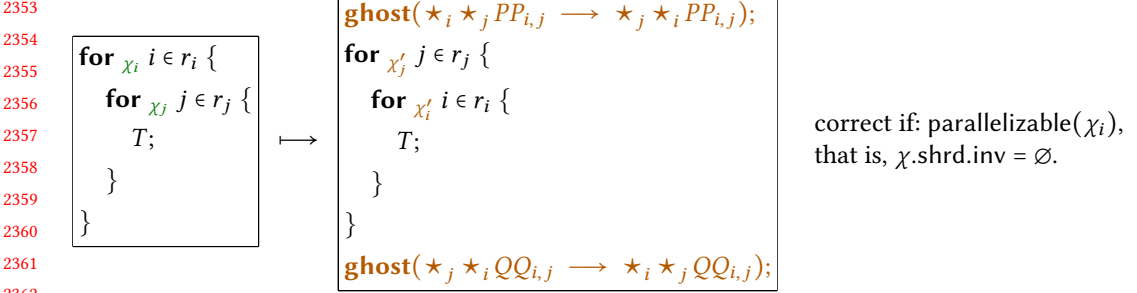 2353
2354
2355
2356
2357
2358
2359
2360
2361
for χᵢ i ∈ rᵢ {
for χⱼ j ∈ rⱼ {
T;
}
}
⟼
ghost(⋆ᵢ ⋆ⱼ PPᵢ,ⱼ ⟶ ⋆ⱼ ⋆ᵢ PPᵢ,ⱼ);
for χ′ⱼ j ∈ rⱼ {
for χ′ᵢ i ∈ rᵢ {
T;
}
}
ghost(⋆ⱼ ⋆ᵢ QQᵢ,ⱼ ⟶ ⋆ᵢ ⋆ⱼ QQᵢ,ⱼ);
correct if: parallelizable(χᵢ),
that is, χ.shrd.inv = ∅.